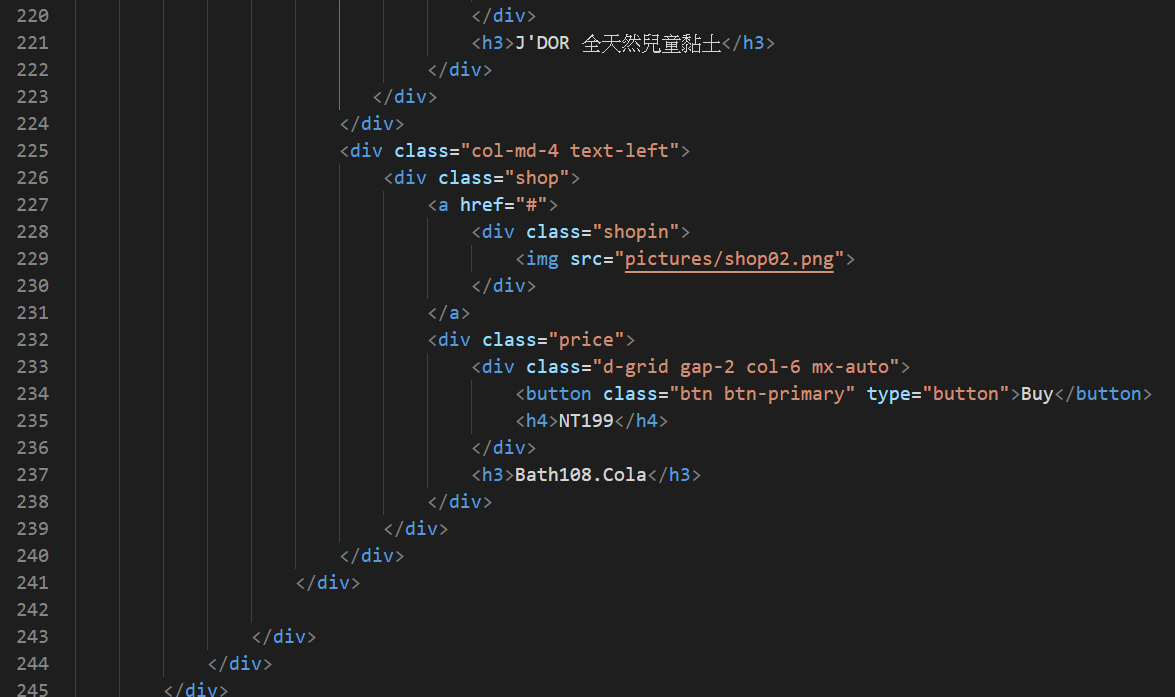 220 </div>
221 <h3>J'DOR 全天然兒童黏土</h3>
222 </div>
223 </div>
224 </div>
225 <div class="col-md-4 text-left">
226 <div class="shop">
227 <a href="#">
228 <div class="shopin">
229 <img src="pictures/shop02.png">
230 </div>
231 </a>
232 <div class="price">
233 <div class="d-grid gap-2 col-6 mx-auto">
234 <button class="btn btn-primary" type="button">Buy</button>
235 <h4>NT199</h4>
236 </div>
237 <h3>Bath108.Cola</h3>
238 </div>
239 </div>
240 </div>
241 </div>
242
243 </div>
244 </div>
245 </div>